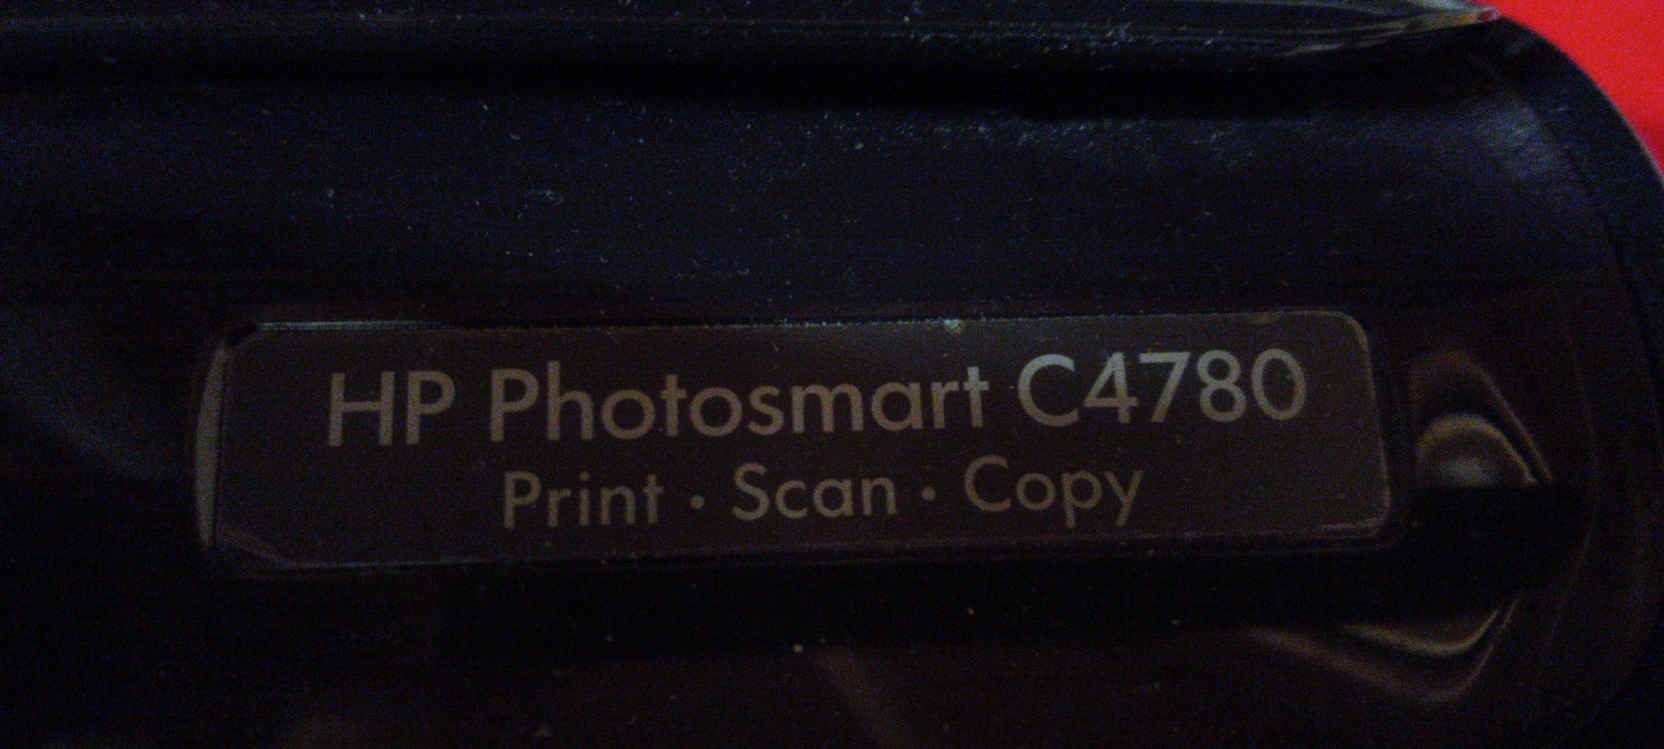 HP Photosmart C4780
Print · Scan · Copy